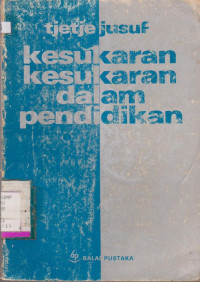 tjetje jusuf
kesukaran
kesukaran
dalam
pendidikan
BALAI PUSTAKA